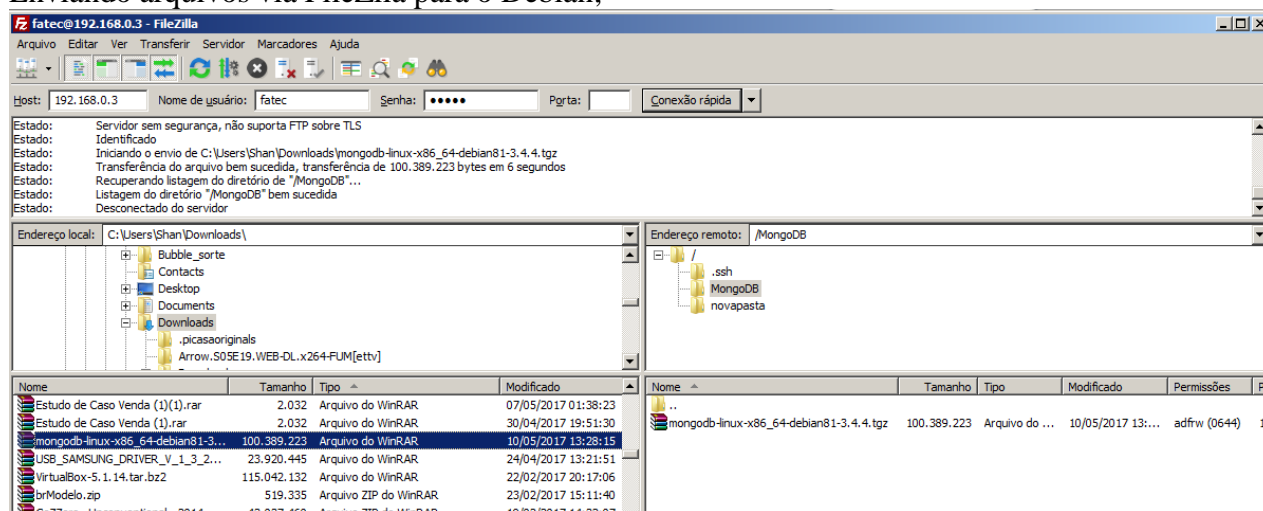 Enviando arquivos via FileZilla para o Debian,
fatec@192.168.0.3 - FileZilla
Arquivo Editar Ver Transferir Servidor Marcadores Ajuda
Host: 192.168.0.3 Nome de usuário: fatec Senha: ●●●●● Porta: Conexão rápida
Estado: Servidor sem segurança, não suporta FTP sobre TLS
Estado: Identificado
Estado: Iniciando o envio de C:\Users\Shan\Downloads\mongodb-linux-x86_64-debian81-3.4.4.tgz
Estado: Transferência do arquivo bem sucedida, transferência de 100.389.223 bytes em 6 segundos
Estado: Recuperando listagem do diretório de "/MongoDB"...
Estado: Listagem do diretório "/MongoDB" bem sucedida
Estado: Desconectado do servidor
Endereço local: C:\Users\Shan\Downloads\
Bubble_sorte
Contacts
Desktop
Documents
Downloads
.picasaoriginals
Arrow.S05E19.WEB-DL.x264-FUM[ettv]
Endereço remoto: /MongoDB
/
.ssh
MongoDB
novapasta
Nome Tamanho Tipo Modificado
Estudo de Caso Venda (1)(1).rar 2.032 Arquivo do WinRAR 07/05/2017 01:38:23
Estudo de Caso Venda (1).rar 2.032 Arquivo do WinRAR 30/04/2017 19:51:30
mongodb-linux-x86_64-debian81-3... 100.389.223 Arquivo do WinRAR 10/05/2017 13:28:15
USB_SAMSUNG_DRIVER_V_1_3_2... 23.920.445 Arquivo do WinRAR 24/04/2017 13:21:51
VirtualBox-5.1.14.tar.bz2 115.042.132 Arquivo do WinRAR 22/02/2017 20:17:06
brModelo.zip 519.335 Arquivo ZIP do WinRAR 23/02/2017 15:11:40
Nome Tamanho Tipo Modificado Permissões
..
mongodb-linux-x86_64-debian81-3.4.4.tgz 100.389.223 Arquivo do ... 10/05/2017 13:... adfrw (0644)